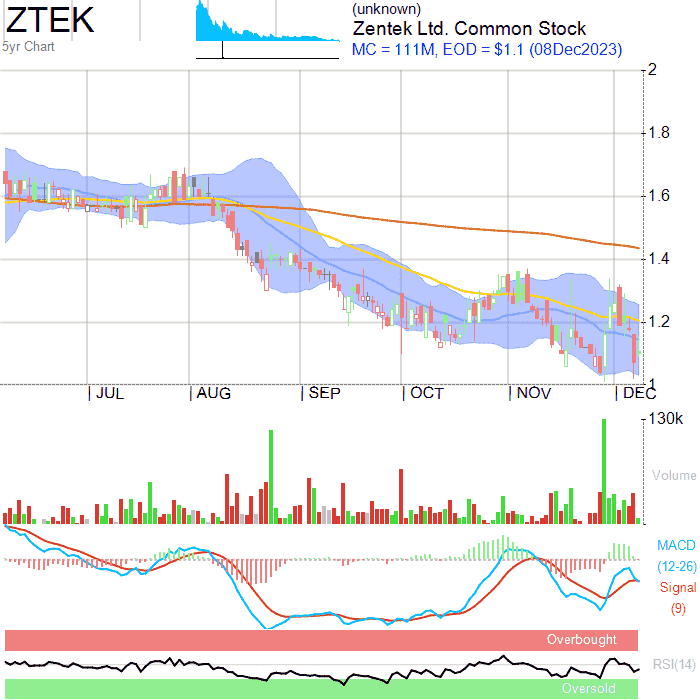 ZTEK
5yr Chart
(unknown)
Zentek Ltd. Common Stock
MC = 111M, EOD = $1.1 (08Dec2023)
2
1.8
1.6
1.4
1.2
1
JUL AUG SEP OCT NOV DEC
130k
Volume
MACD
(12-26)
Signal
(9)
Overbought
RSI(14)
Oversold